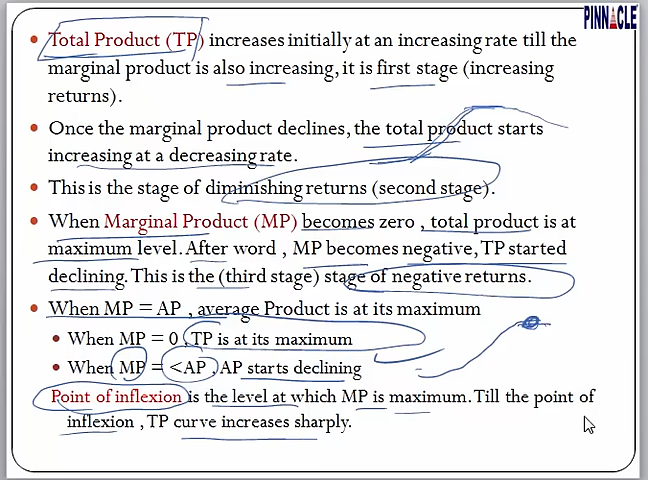 PINNACLE
Total Product (TP) increases initially at an increasing rate till the
marginal product is also increasing, it is first stage (increasing
returns).
Once the marginal product declines, the total product starts
increasing at a decreasing rate.
This is the stage of diminishing returns (second stage).
When Marginal Product (MP) becomes zero , total product is at
maximum level. After word , MP becomes negative, TP started
declining. This is the (third stage) stage of negative returns.
When MP = AP , average Product is at its maximum
When MP = 0 , TP is at its maximum
When MP = <AP , AP starts declining
Point of inflexion is the level at which MP is maximum. Till the point of
inflexion , TP curve increases sharply.